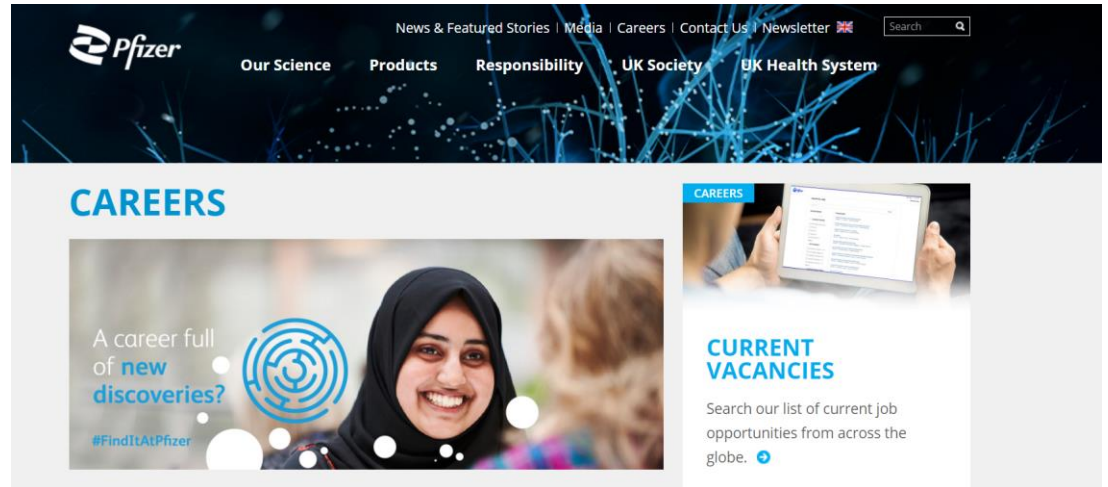 Pfizer
News & Featured Stories | Media | Careers | Contact Us | Newsletter
Search
Our Science Products Responsibility UK Society UK Health System
CAREERS
A career full
of new
discoveries?
#FindItAtPfizer
CAREERS
CURRENT
VACANCIES
Search our list of current job
opportunities from across the
globe.